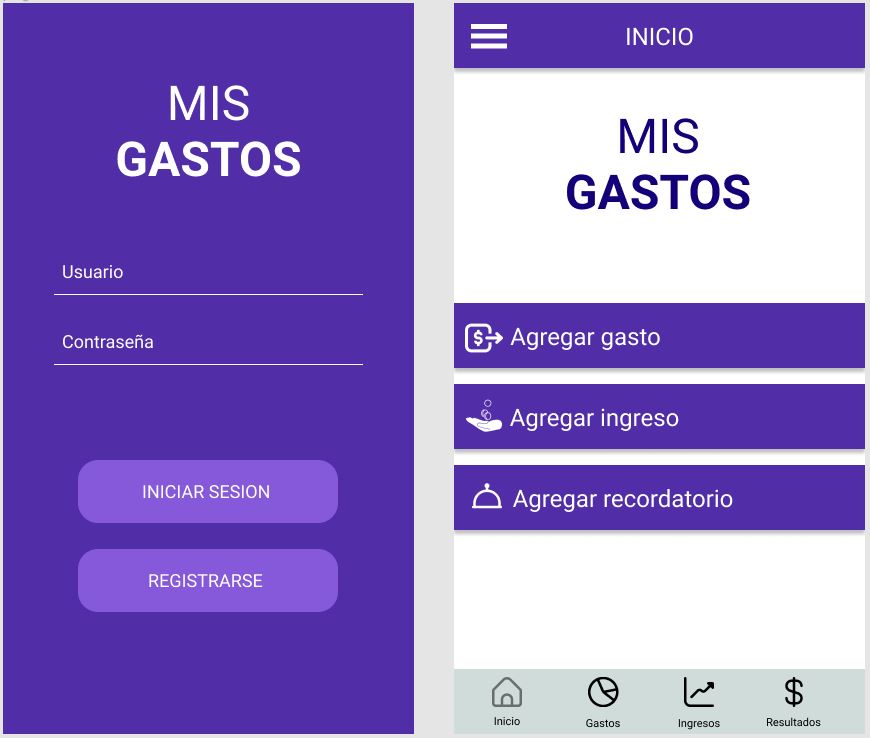 MIS
GASTOS
Usuario
Contraseña
INICIAR SESION
REGISTRARSE
INICIO
MIS
GASTOS
$ Agregar gasto
Agregar ingreso
Agregar recordatorio
$
Inicio
Gastos
Ingresos
Resultados